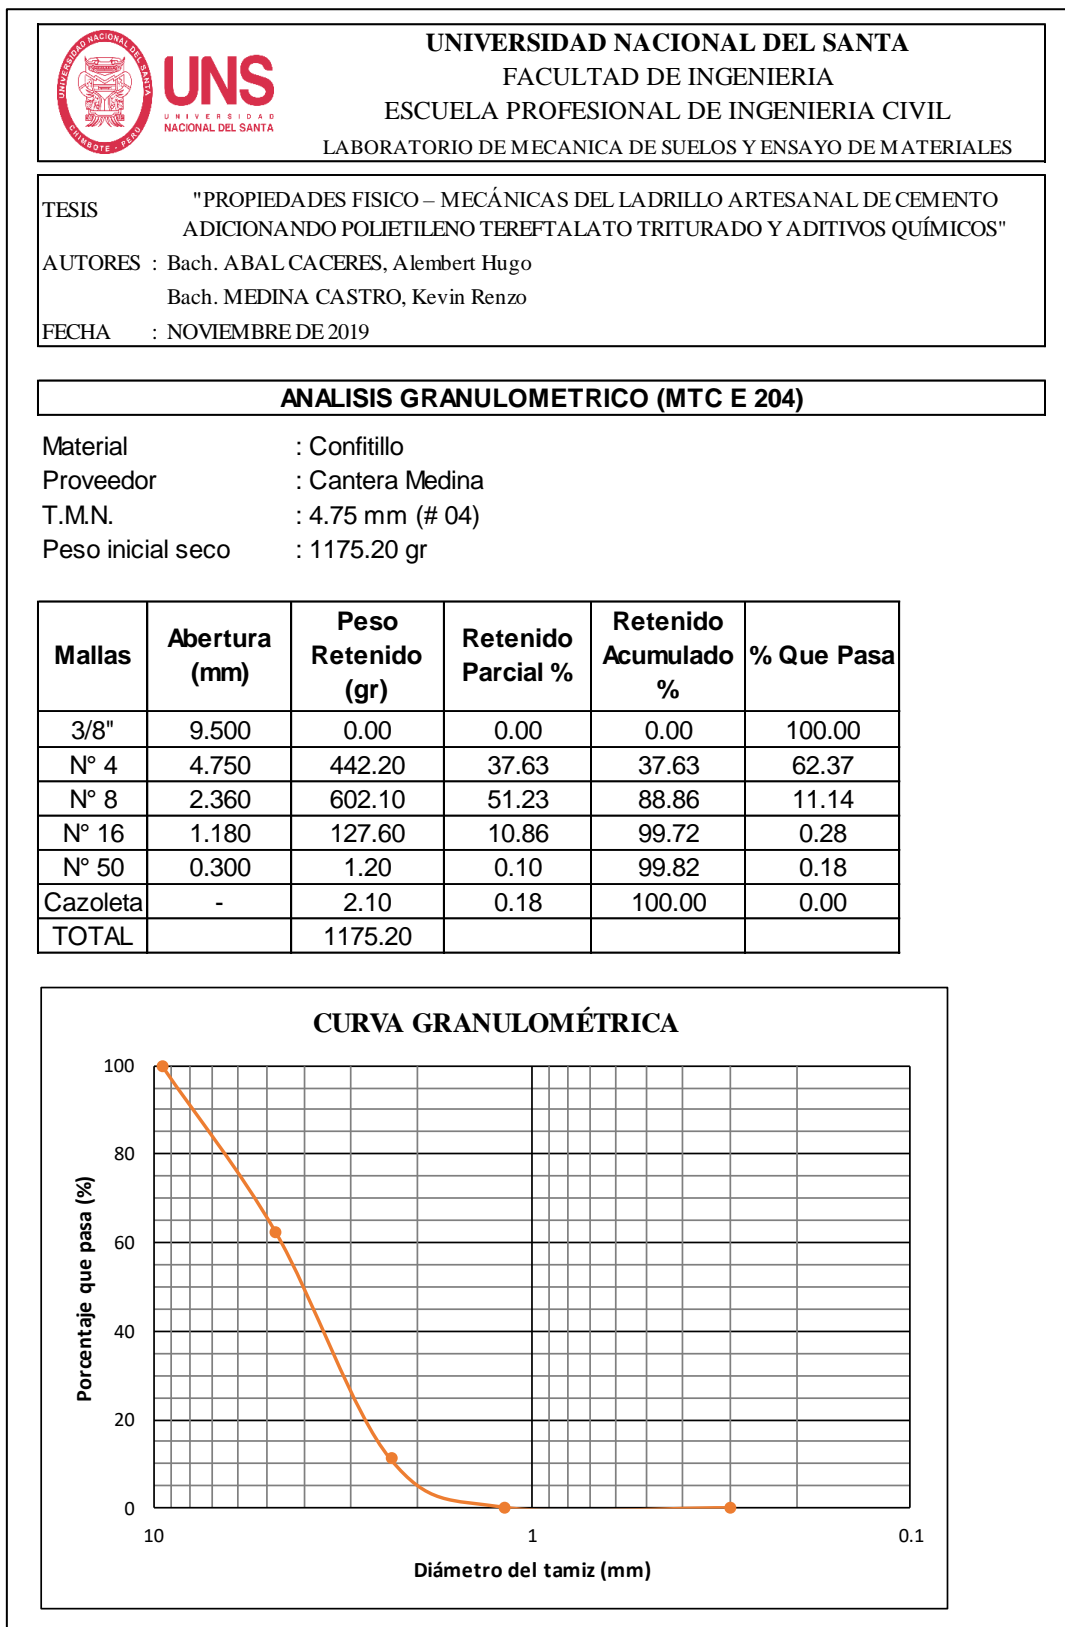 UNIVERSIDAD NACIONAL DEL SANTA
CHIMBOTE - PERÚ
UNS
UNIVERSIDAD
NACIONAL DEL SANTA
UNIVERSIDAD NACIONAL DEL SANTA
FACULTAD DE INGENIERIA
ESCUELA PROFESIONAL DE INGENIERIA CIVIL
LABORATORIO DE MECANICA DE SUELOS Y ENSAYO DE MATERIALES
TESIS "PROPIEDADES FISICO – MECÁNICAS DEL LADRILLO ARTESANAL DE CEMENTO
ADICIONANDO POLIETILENO TEREFTALATO TRITURADO Y ADITIVOS QUÍMICOS"
AUTORES : Bach. ABAL CACERES, Alembert Hugo
Bach. MEDINA CASTRO, Kevin Renzo
FECHA : NOVIEMBRE DE 2019
ANALISIS GRANULOMETRICO (MTC E 204)
Material : Confitillo
Proveedor : Cantera Medina
T.M.N. : 4.75 mm (# 04)
Peso inicial seco : 1175.20 gr
Mallas Abertura (mm) Peso Retenido (gr) Retenido Parcial % Retenido Acumulado % % Que Pasa
3/8" 9.500 0.00 0.00 0.00 100.00
N° 4 4.750 442.20 37.63 37.63 62.37
N° 8 2.360 602.10 51.23 88.86 11.14
N° 16 1.180 127.60 10.86 99.72 0.28
N° 50 0.300 1.20 0.10 99.82 0.18
Cazoleta - 2.10 0.18 100.00 0.00
TOTAL 1175.20
CURVA GRANULOMÉTRICA
Porcentaje que pasa (%)
100
80
60
40
20
0
10 1 0.1
Diámetro del tamiz (mm)